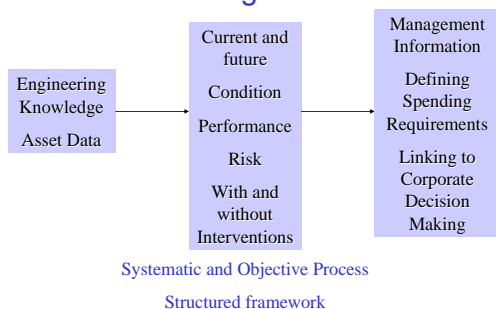 Engineering
Knowledge
Asset Data
Current and
future
Condition
Performance
Risk
With and
without
Interventions
Management
Information
Defining
Spending
Requirements
Linking to
Corporate
Decision
Making
Systematic and Objective Process
Structured framework